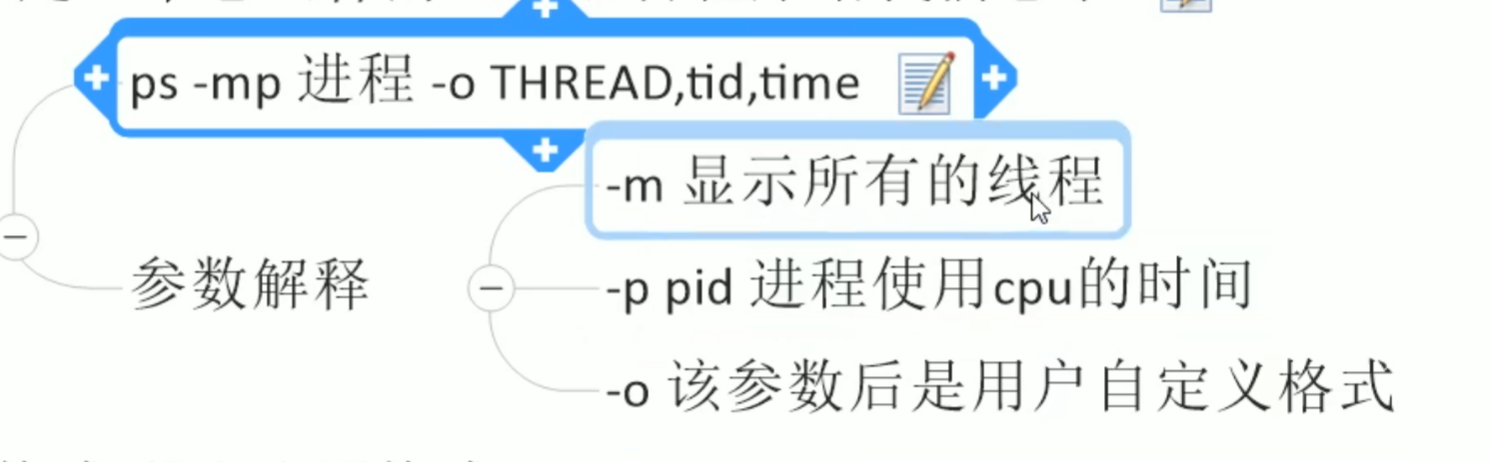 ps -mp 进程 -o THREAD,tid,time
-m 显示所有的线程
参数解释
-p pid 进程使用cpu的时间
-o 该参数后是用户自定义格式